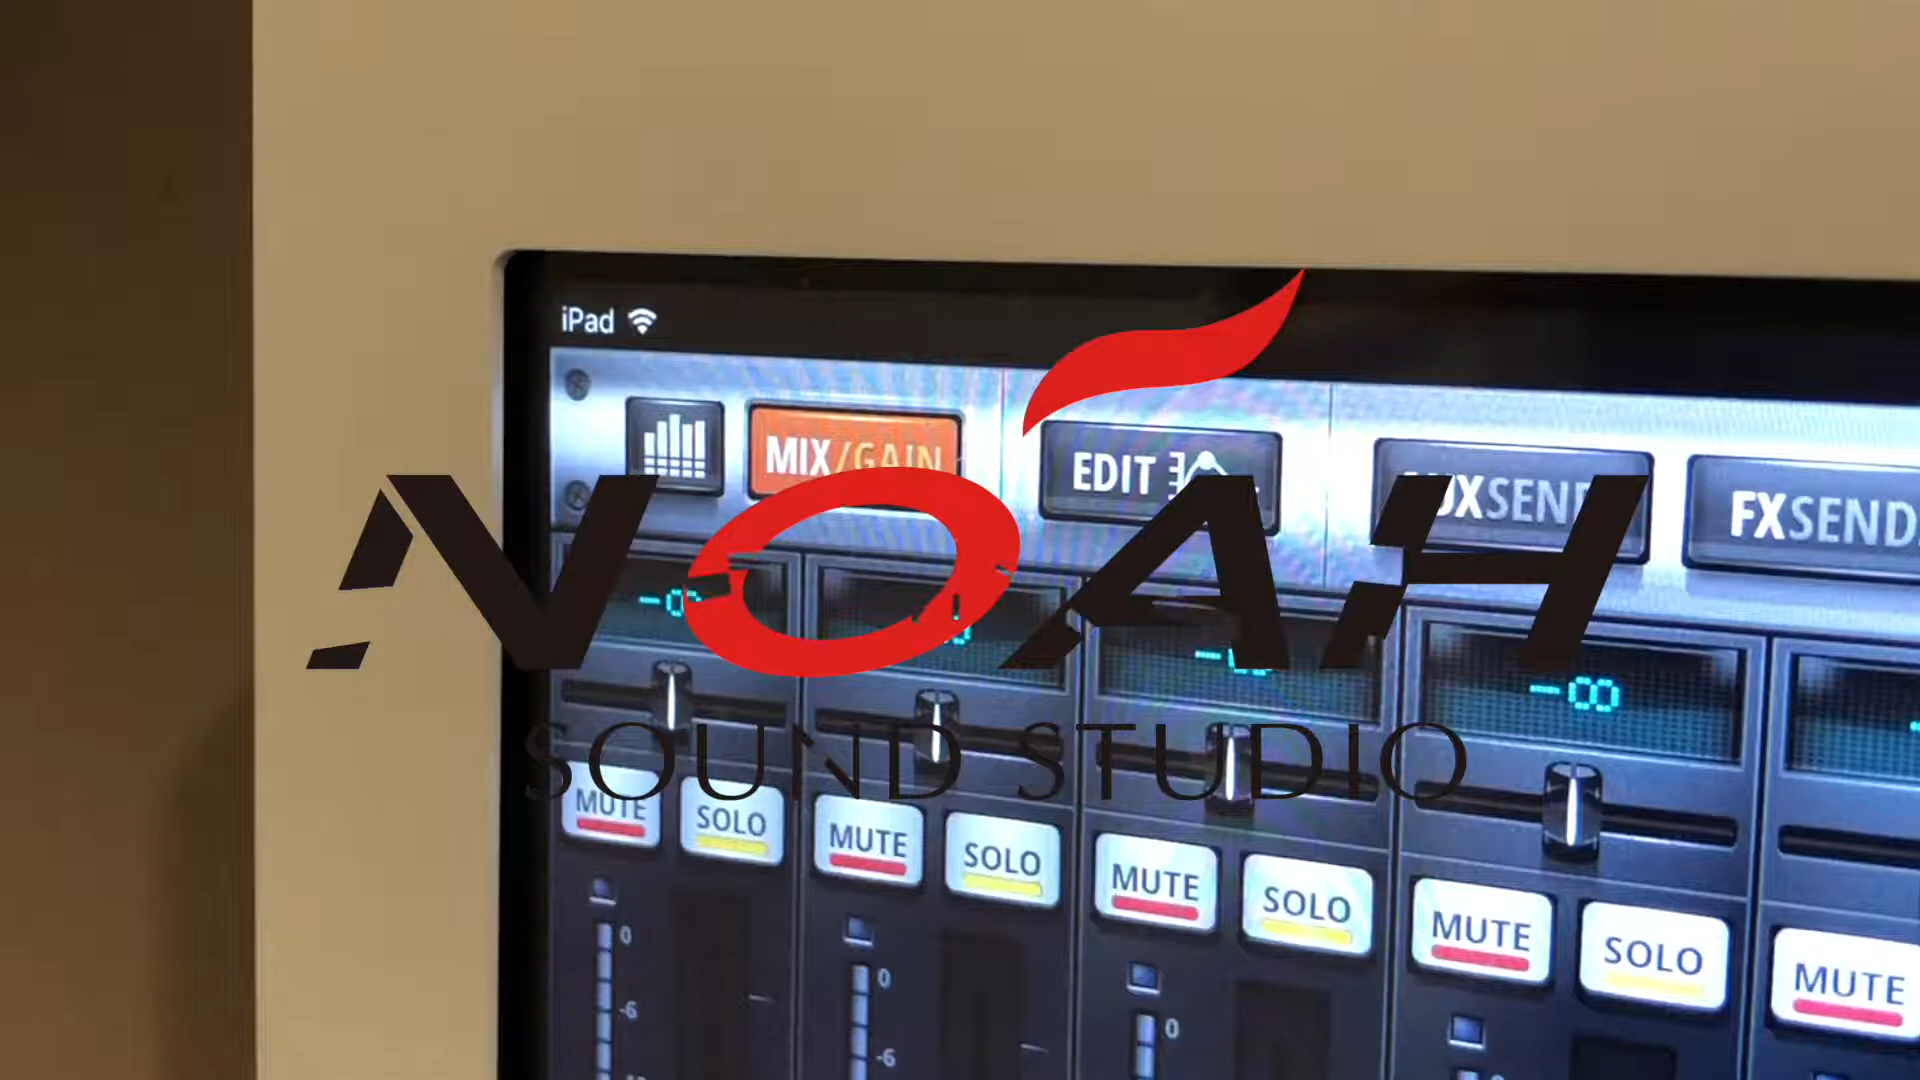 iPad
MIX/GAIN
EDIT
AUXSEND
FXSEND
NOAH
-∞
-∞
-∞
SOUND STUDIO
MUTE SOLO MUTE SOLO MUTE SOLO MUTE SOLO MUTE
0
-6
0
-6
0